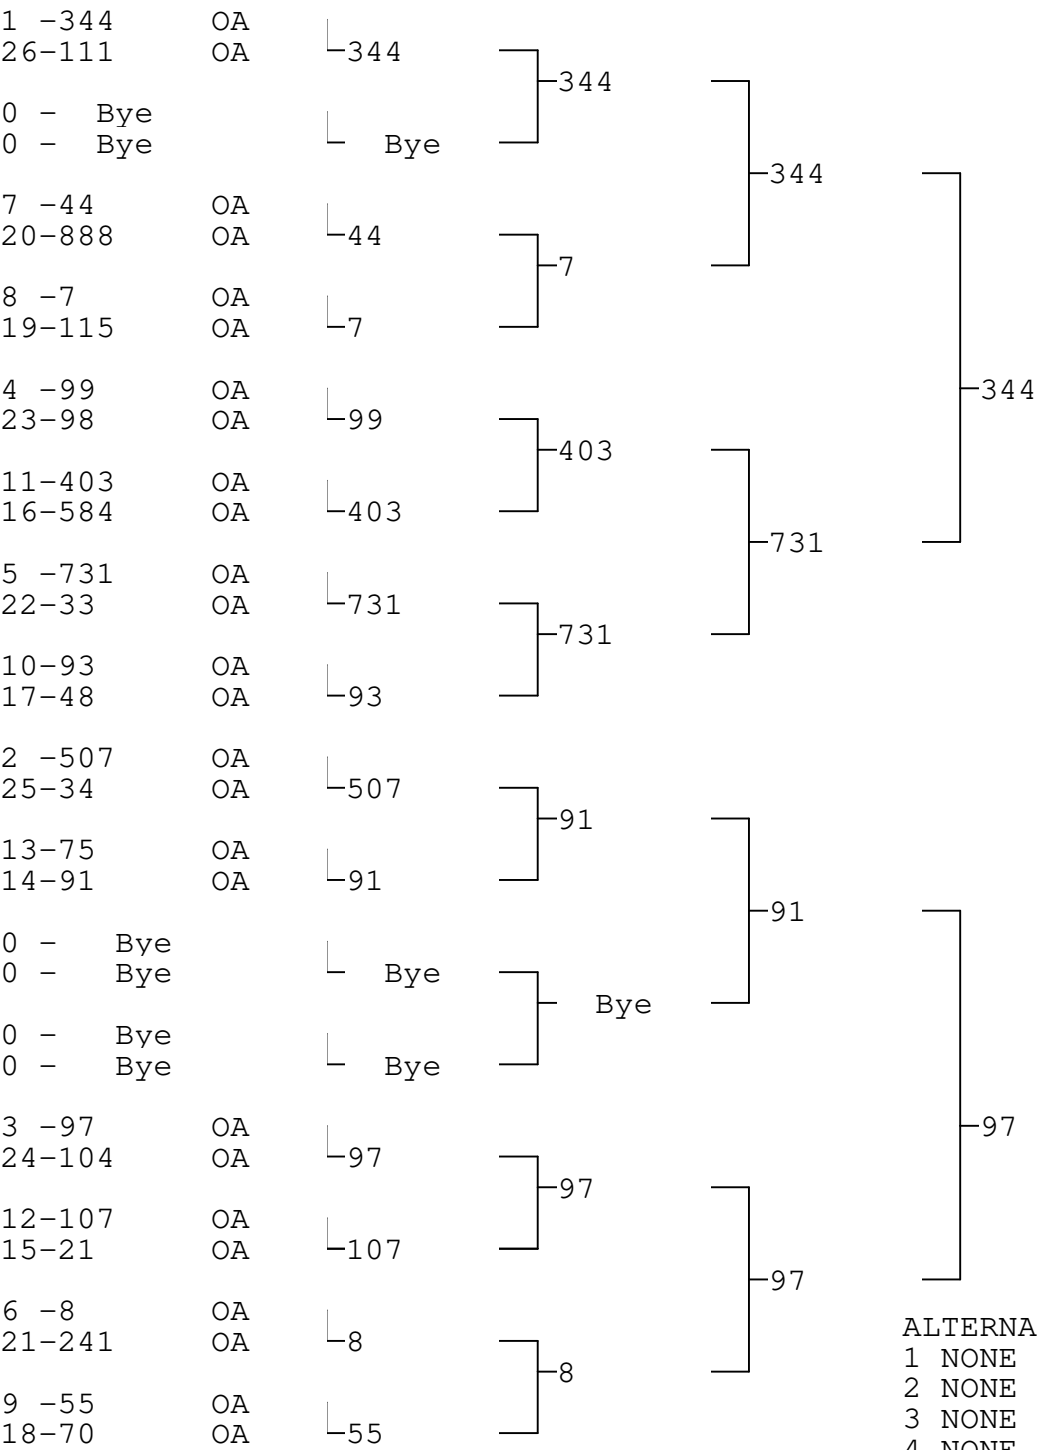 1 -344 OA
26-111 OA 344
344
0 - Bye
0 - Bye Bye
344
7 -44 OA
20-888 OA 44
7
8 -7 OA
19-115 OA 7
4 -99 OA 344
23-98 OA 99
403
11-403 OA
16-584 OA 403
731
5 -731 OA
22-33 OA 731
731
10-93 OA
17-48 OA 93
2 -507 OA
25-34 OA 507
91
13-75 OA
14-91 OA 91
91
0 - Bye
0 - Bye Bye
Bye
0 - Bye
0 - Bye Bye
3 -97 OA 97
24-104 OA 97
97
12-107 OA
15-21 OA 107
97
6 -8 OA
21-241 OA 8
ALTERNA
1 NONE
8
2 NONE
9 -55 OA
3 NONE
18-70 OA 55
4 NONE